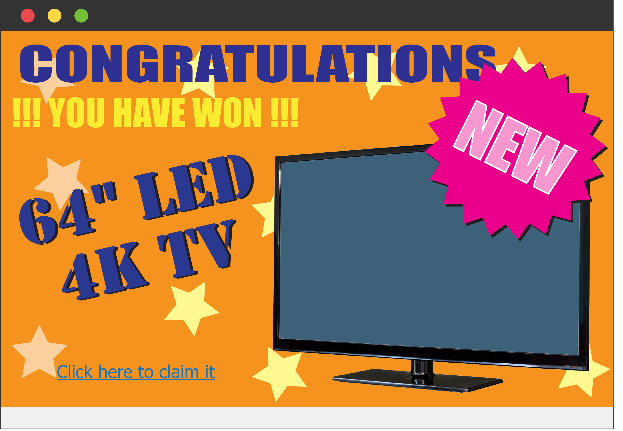 CONGRATULATIONS
!!! YOU HAVE WON !!!
NEW
64" LED
4K TV
Click here to claim it